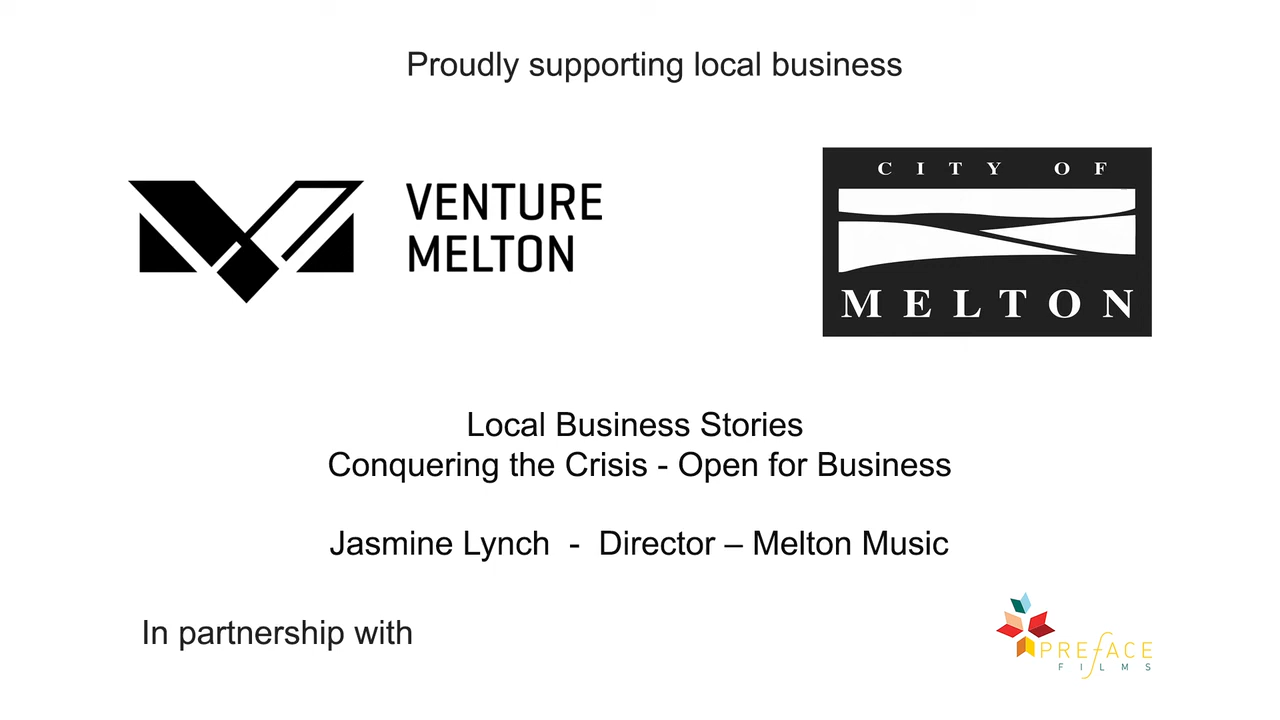 Proudly supporting local business
VENTURE
MELTON
CITY OF
MELTON
Local Business Stories
Conquering the Crisis - Open for Business
Jasmine Lynch - Director – Melton Music
In partnership with
PREFACE
FILMS